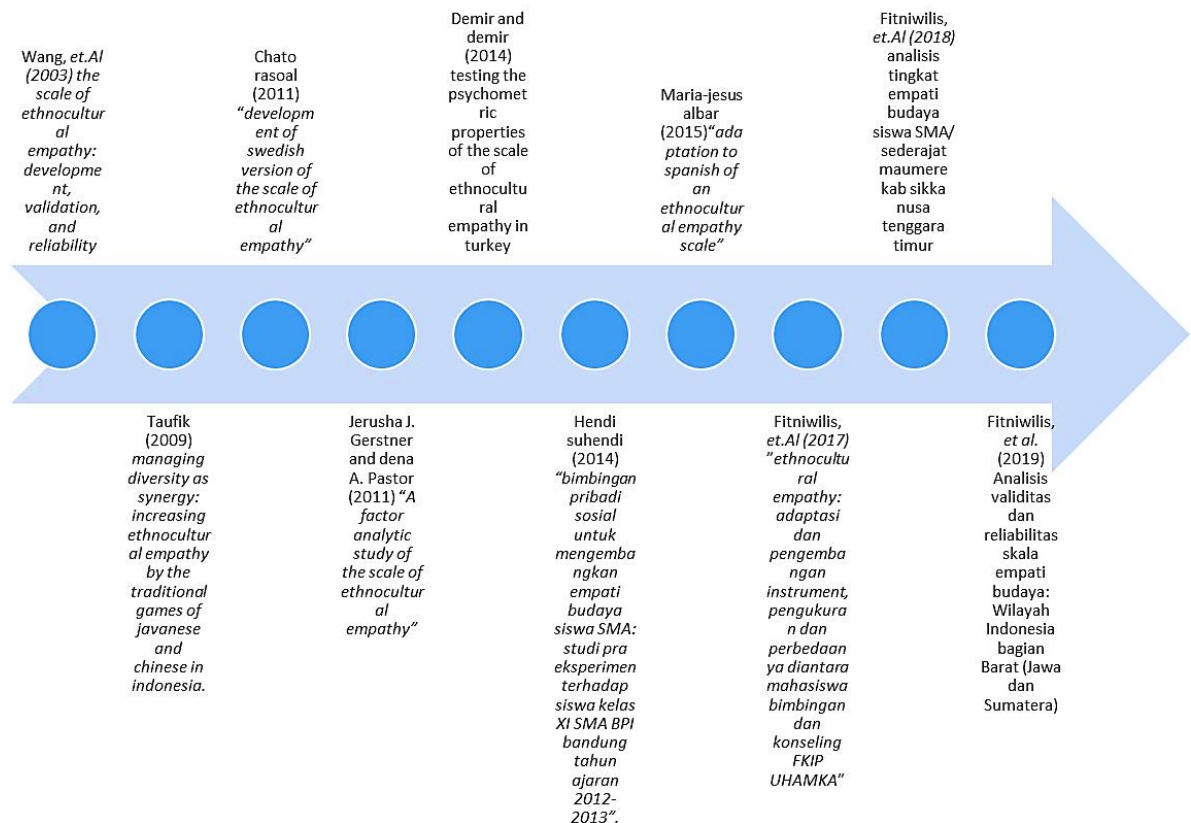 Wang, et.Al
(2003) the
scale of
ethnocultur
al
empathy:
developme
nt,
validation,
and
reliability
Taufik
(2009)
managing
diversity as
synergy:
increasing
ethnocultur
al empathy
by the
traditional
games of
javanese
and
chinese in
indonesia.
Chato
rasoal
(2011)
“developm
ent of
swedish
version of
the scale of
ethnocultur
al
empathy”
Jerusha J.
Gerstner
and dena
A. Pastor
(2011) “A
factor
analytic
study of
the scale of
ethnocultur
al
empathy”
Demir and
demir
(2014)
testing the
psychomet
ric
properties
of the scale
of
ethnocultu
ral
empathy in
turkey
Hendi
suhendi
(2014)
“bimbingan
pribadi
sosial
untuk
mengemba
ngkan
empati
budaya
siswa SMA:
studi pra
eksperimen
terhadap
siswa kelas
XI SMA BPI
bandung
tahun
ajaran
2012-
2013”.
Maria-jesus
albar
(2015)“ada
ptation to
spanish of
an
ethnocultur
al empathy
scale”
Fitniwilis,
et.Al (2017)
”ethnocultu
ral
empathy:
adaptasi
dan
pengemba
ngan
instrument,
pengukura
n dan
perbedaan
ya diantara
mahasiswa
bimbingan
dan
konseling
FKIP
UHAMKA”
Fitniwilis,
et.Al (2018)
analisis
tingkat
empati
budaya
siswa SMA/
sederajat
maumere
kab sikka
nusa
tenggara
timur
Fitniwilis,
et al.
(2019)
Analisis
validitas
dan
reliabilitas
skala
empati
budaya:
Wilayah
Indonesia
bagian
Barat (Jawa
dan
Sumatera)